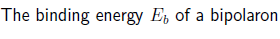 The binding energy $E_b$ of a bipolaron